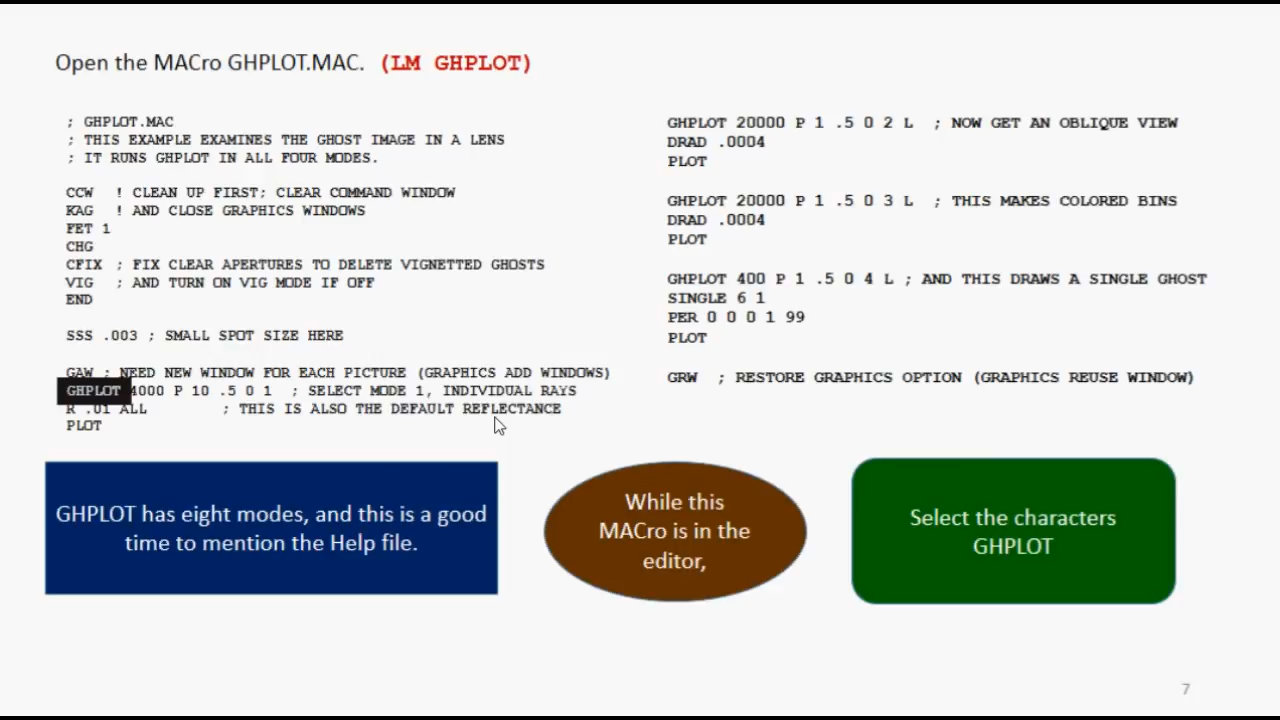 Open the MACro GHPLOT.MAC. (LM GHPLOT)
; GHPLOT.MAC
; THIS EXAMPLE EXAMINES THE GHOST IMAGE IN A LENS
; IT RUNS GHPLOT IN ALL FOUR MODES.
CCW ! CLEAN UP FIRST; CLEAR COMMAND WINDOW
KAG ! AND CLOSE GRAPHICS WINDOWS
FET 1
CHG
CFIX ; FIX CLEAR APERTURES TO DELETE VIGNETTED GHOSTS
VIG ; AND TURN ON VIG MODE IF OFF
END
SSS .003 ; SMALL SPOT SIZE HERE
GAW ; NEED NEW WINDOW FOR EACH PICTURE (GRAPHICS ADD WINDOWS)
GHPLOT 4000 P 10 .5 0 1 ; SELECT MODE 1, INDIVIDUAL RAYS
R .01 ALL ; THIS IS ALSO THE DEFAULT REFLECTANCE
PLOT
GHPLOT 20000 P 1 .5 0 2 L ; NOW GET AN OBLIQUE VIEW
DRAD .0004
PLOT
GHPLOT 20000 P 1 .5 0 3 L ; THIS MAKES COLORED BINS
DRAD .0004
PLOT
GHPLOT 400 P 1 .5 0 4 L ; AND THIS DRAWS A SINGLE GHOST
SINGLE 6 1
PER 0 0 0 1 99
PLOT
GRW ; RESTORE GRAPHICS OPTION (GRAPHICS REUSE WINDOW)
GHPLOT has eight modes, and this is a good
time to mention the Help file.
While this
MACro is in the
editor,
Select the characters
GHPLOT
7